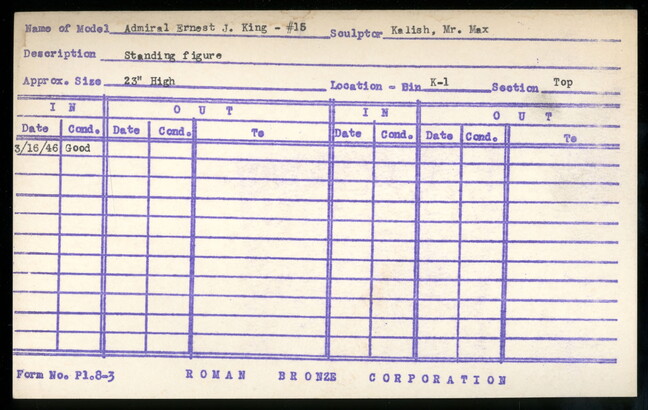 Name of Model Admiral Ernest J. King - #15 Sculptor Kalish, Mr. Max
Description Standing figure
Approx. Size 23" High Location - Bin K-1 Section Top
IN OUT IN OUT
Date Cond. Date Cond. To Date Cond. Date Cond. To
3/16/46 Good
Form No. Pl.8-3 ROMAN BRONZE CORPORATION